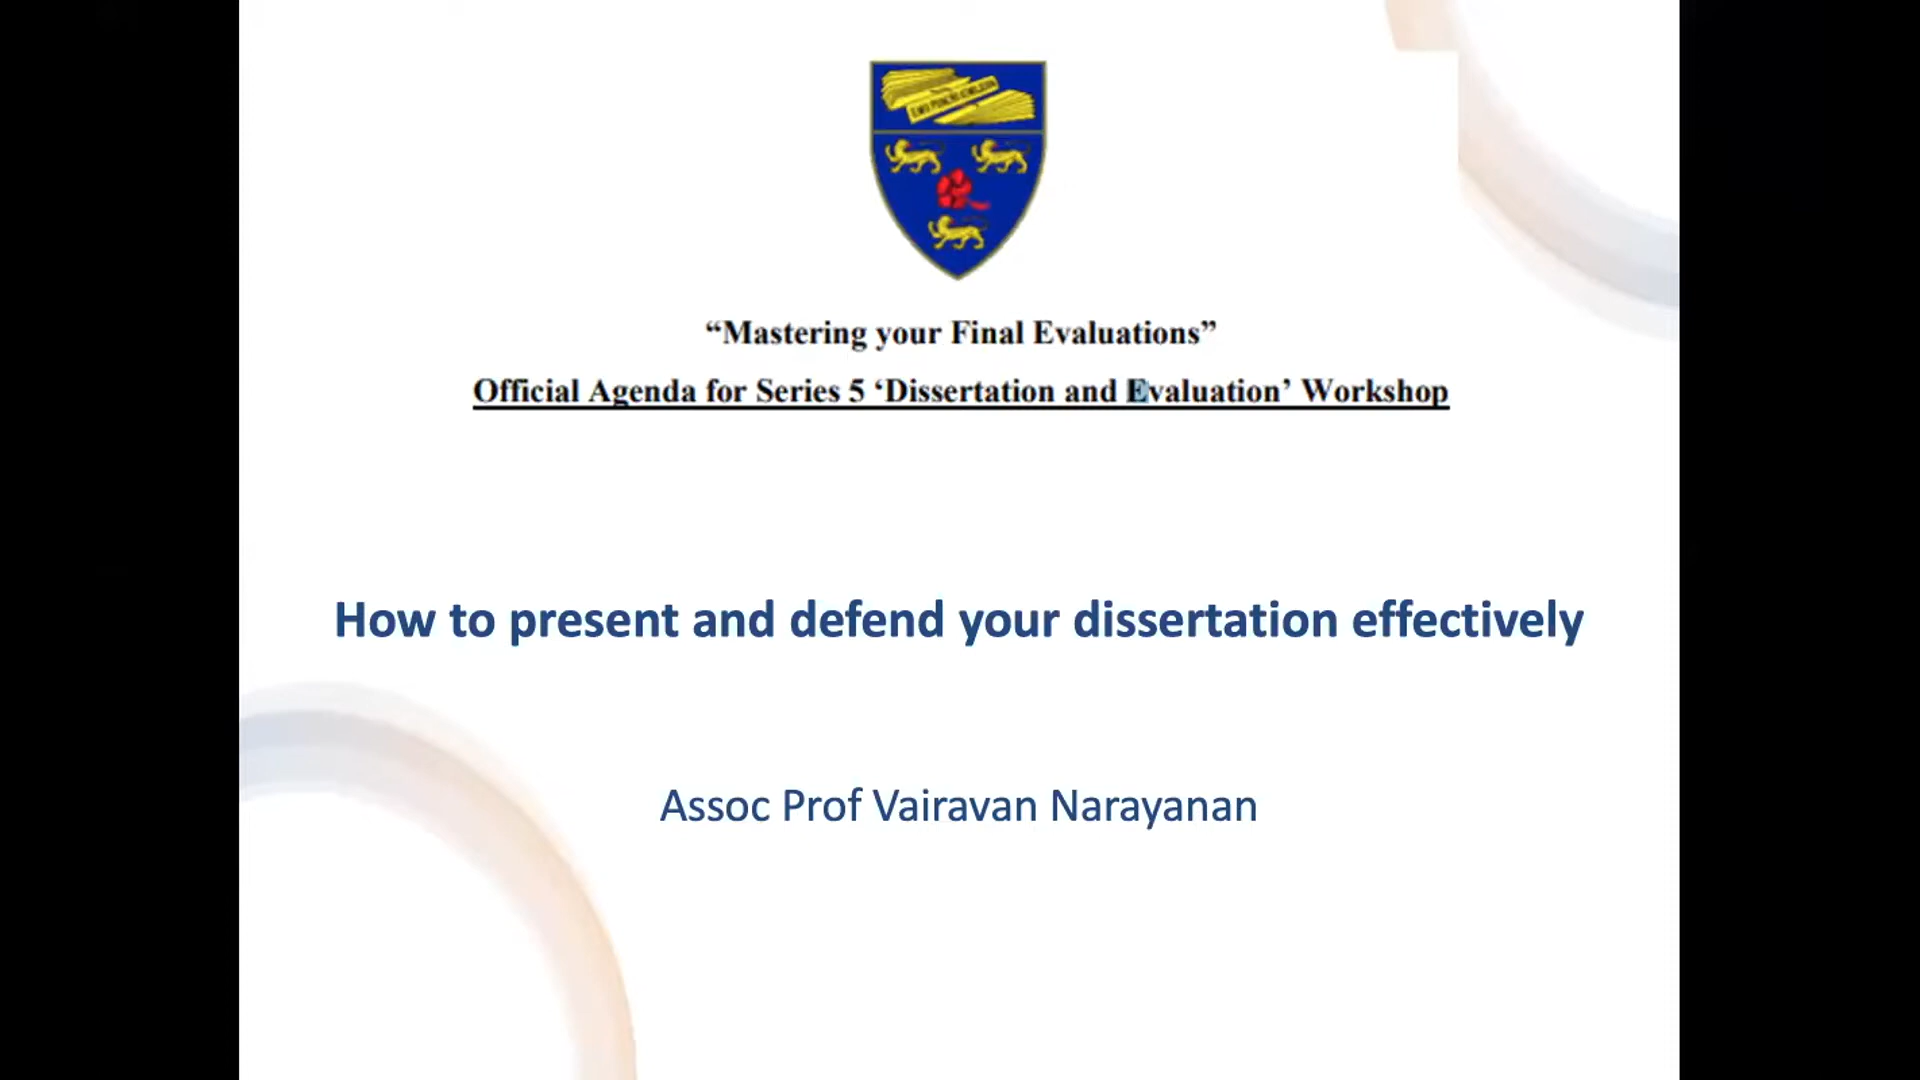 “Mastering your Final Evaluations”
Official Agenda for Series 5 ‘Dissertation and Evaluation’ Workshop
How to present and defend your dissertation effectively
Assoc Prof Vairavan Narayanan